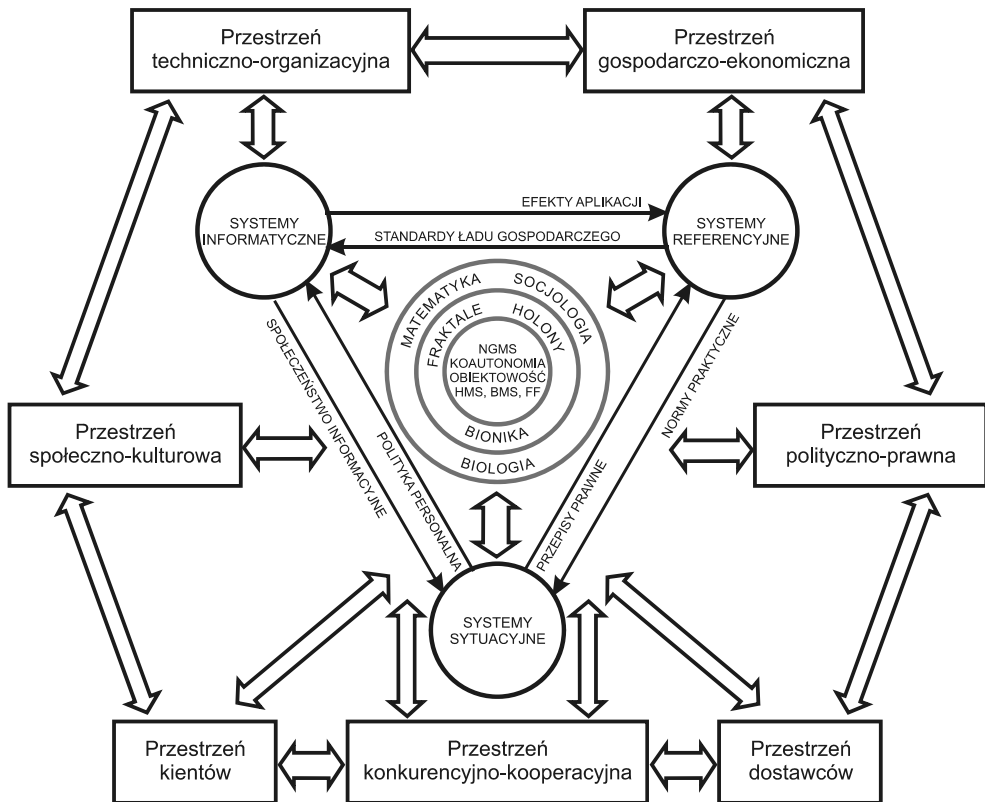 Przestrzeń
techniczno-organizacyjna
Przestrzeń
gospodarczo-ekonomiczna
SYSTEMY
INFORMATYCZNE
EFEKTY APLIKACJI
STANDARDY ŁADU GOSPODARCZEGO
SYSTEMY
REFERENCYJNE
MATEMATYKA
SOCJOLOGIA
FRAKTALE
HOLONY
NGMS
KOAUTONOMIA
OBIEKTOWOŚĆ
HMS, BMS, FF
BIONIKA
BIOLOGIA
SPOŁECZEŃSTWO INFORMACYJNE
POLITYKA PERSONALNA
PRZEPISY PRAWNE
NORMY PRAKTYCZNE
Przestrzeń
społeczno-kulturowa
Przestrzeń
polityczno-prawna
SYSTEMY
SYTUACYJNE
Przestrzeń
kientów
Przestrzeń
konkurencyjno-kooperacyjna
Przestrzeń
dostawców